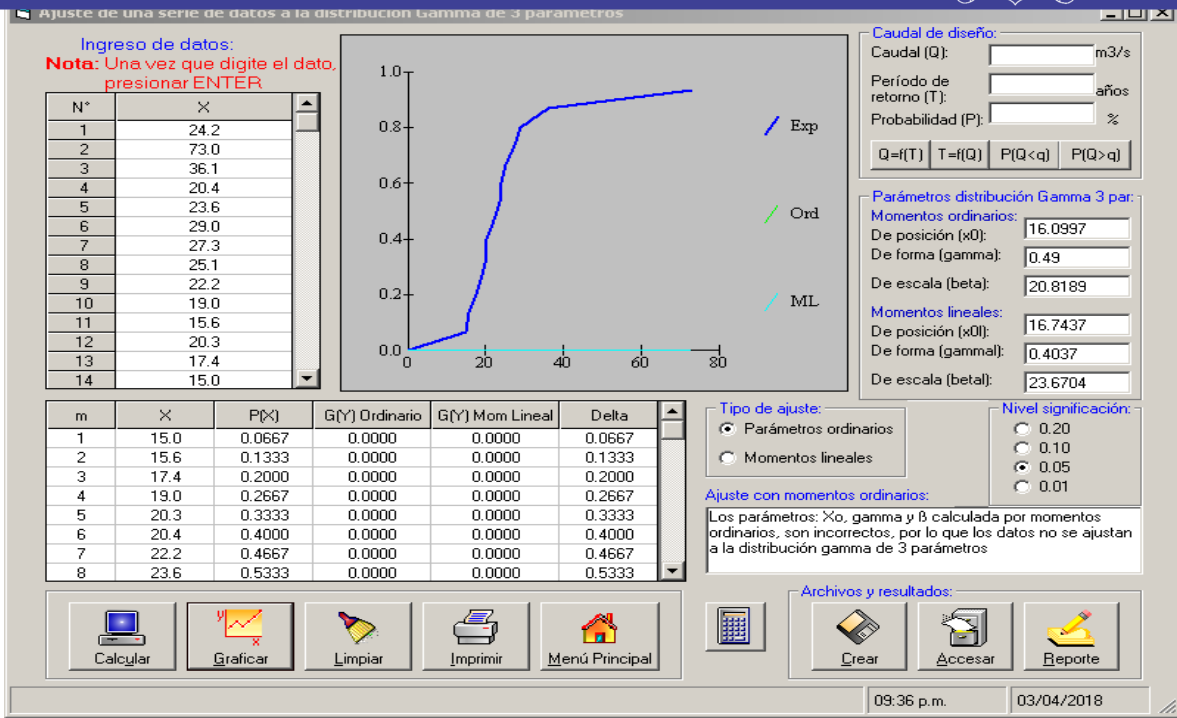 Ajuste de una serie de datos a la distribución Gamma de 3 parámetros
Ingreso de datos:
Nota: Una vez que digite el dato,
presionar ENTER
N° X
1 24.2
2 73.0
3 36.1
4 20.4
5 23.6
6 29.0
7 27.3
8 25.1
9 22.2
10 19.0
11 15.6
12 20.3
13 17.4
14 15.0
1.0
0.8
0.6
0.4
0.2
0.0
0 20 40 60 80
Exp
Ord
ML
Caudal de diseño:
Caudal (Q): m3/s
Período de
retorno (T): años
Probabilidad (P): %
Q=f(T) T=f(Q) P(Q<q) P(Q>q)
Parámetros distribución Gamma 3 par:
Momentos ordinarios:
De posición (x0): 16.0997
De forma (gamma): 0.49
De escala (beta): 20.8189
Momentos lineales:
De posición (x0l): 16.7437
De forma (gammal): 0.4037
De escala (betal): 23.6704
m X P(X) G(Y) Ordinario G(Y) Mom Lineal Delta
1 15.0 0.0667 0.0000 0.0000 0.0667
2 15.6 0.1333 0.0000 0.0000 0.1333
3 17.4 0.2000 0.0000 0.0000 0.2000
4 19.0 0.2667 0.0000 0.0000 0.2667
5 20.3 0.3333 0.0000 0.0000 0.3333
6 20.4 0.4000 0.0000 0.0000 0.4000
7 22.2 0.4667 0.0000 0.0000 0.4667
8 23.6 0.5333 0.0000 0.0000 0.5333
Tipo de ajuste:
Parámetros ordinarios
Momentos lineales
Nivel significación:
0.20
0.10
0.05
0.01
Ajuste con momentos ordinarios:
Los parámetros: Xo, gamma y ß calculada por momentos
ordinarios, son incorrectos, por lo que los datos no se ajustan
a la distribución gamma de 3 parámetros
Calcular Graficar Limpiar Imprimir Menú Principal
Archivos y resultados:
Crear Accesar Reporte
09:36 p.m. 03/04/2018